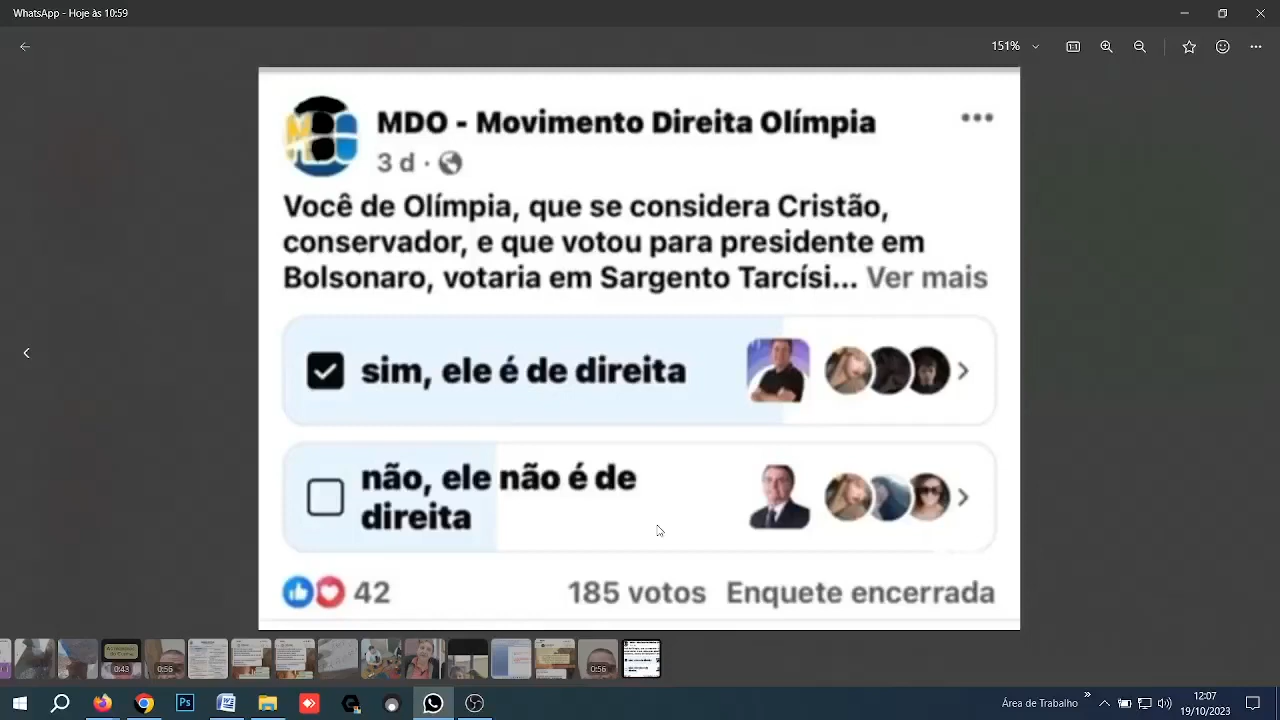 WhatsApp - Hoje às 10:59
151%
MDO - Movimento Direita Olímpia
3 d ·
Você de Olímpia, que se considera Cristão,
conservador, e que votou para presidente em
Bolsonaro, votaria em Sargento Tarcísi... Ver mais
sim, ele é de direita
não, ele não é de
direita
42
185 votos Enquete encerrada
0:43
0:56
0:56
Ps
Área de Trabalho
12:07
19/10/2023